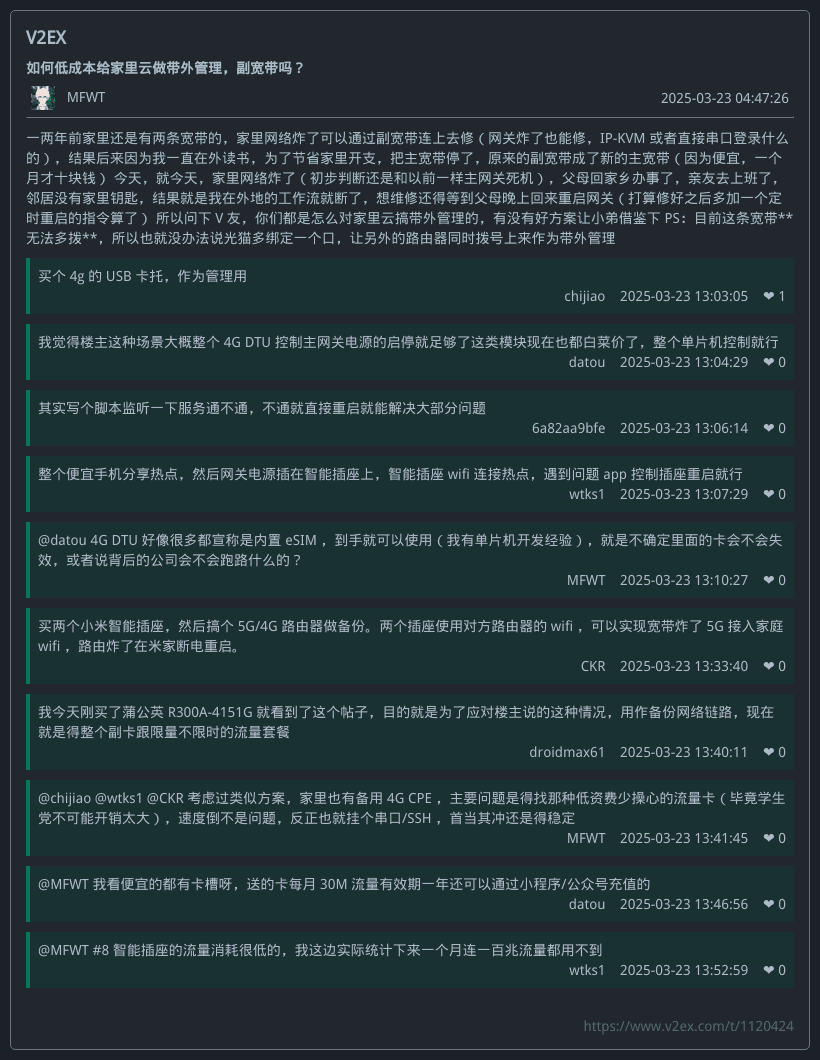 V2EX
如何低成本给家里云做带外管理，副宽带吗？
MFWT
2025-03-23 04:47:26
一两年前家里还是有两条宽带的，家里网络炸了可以通过副宽带连上去修（网关炸了也能修，IP-KVM 或者直接串口登录什么
的），结果后来因为我一直在外读书，为了节省家里开支，把主宽带停了，原来的副宽带成了新的主宽带（因为便宜，一个
月才十块钱）今天，就今天，家里网络炸了（初步判断还是和以前一样主网关死机），父母回家乡办事了，亲友去上班了，
邻居没有家里钥匙，结果就是我在外地的工作流就断了，想维修还得等到父母晚上回来重启网关（打算修好之后多加一个定
时重启的指令算了）所以问下 V 友，你们都是怎么对家里云搞带外管理的，有没有好方案让小弟借鉴下 PS：目前这条宽带**
无法多拨**，所以也就没办法说光猫多绑定一个口，让另外的路由器同时拨号上来作为带外管理
买个 4g 的 USB 卡托，作为管理用
chijiao 2025-03-23 13:03:05 ❤ 1
我觉得楼主这种场景大概整个 4G DTU 控制主网关电源的启停就足够了这类模块现在也都白菜价了，整个单片机控制就行
datou 2025-03-23 13:04:29 ❤ 0
其实写个脚本监听一下服务通不通，不通就直接重启就能解决大部分问题
6a82aa9bfe 2025-03-23 13:06:14 ❤ 0
整个便宜手机分享热点，然后网关电源插在智能插座上，智能插座 wifi 连接热点，遇到问题 app 控制插座重启就行
wtks1 2025-03-23 13:07:29 ❤ 0
@datou 4G DTU 好像很多都宣称是内置 eSIM ，到手就可以使用（我有单片机开发经验），就是不确定里面的卡会不会失
效，或者说背后的公司会不会跑路什么的？
MFWT 2025-03-23 13:10:27 ❤ 0
买两个小米智能插座，然后搞个 5G/4G 路由器做备份。两个插座使用对方路由器的 wifi ，可以实现宽带炸了 5G 接入家庭
wifi ，路由炸了在米家断电重启。
CKR 2025-03-23 13:33:40 ❤ 0
我今天刚买了蒲公英 R300A-4151G 就看到了这个帖子，目的就是为了应对楼主说的这种情况，用作备份网络链路，现在
就是得整个副卡跟限量不限时的流量套餐
droidmax61 2025-03-23 13:40:11 ❤ 0
@chijiao @wtks1 @CKR 考虑过类似方案，家里也有备用 4G CPE ，主要问题是得找那种低资费少操心的流量卡（毕竟学生
党不可能开销太大），速度倒不是问题，反正也就挂个串口/SSH ，首当其冲还是得稳定
MFWT 2025-03-23 13:41:45 ❤ 0
@MFWT 我看便宜的都有卡槽呀，送的卡每月 30M 流量有效期一年还可以通过小程序/公众号充值的
datou 2025-03-23 13:46:56 ❤ 0
@MFWT #8 智能插座的流量消耗很低的，我这边实际统计下来一个月连一百兆流量都用不到
wtks1 2025-03-23 13:52:59 ❤ 0
https://www.v2ex.com/t/1120424